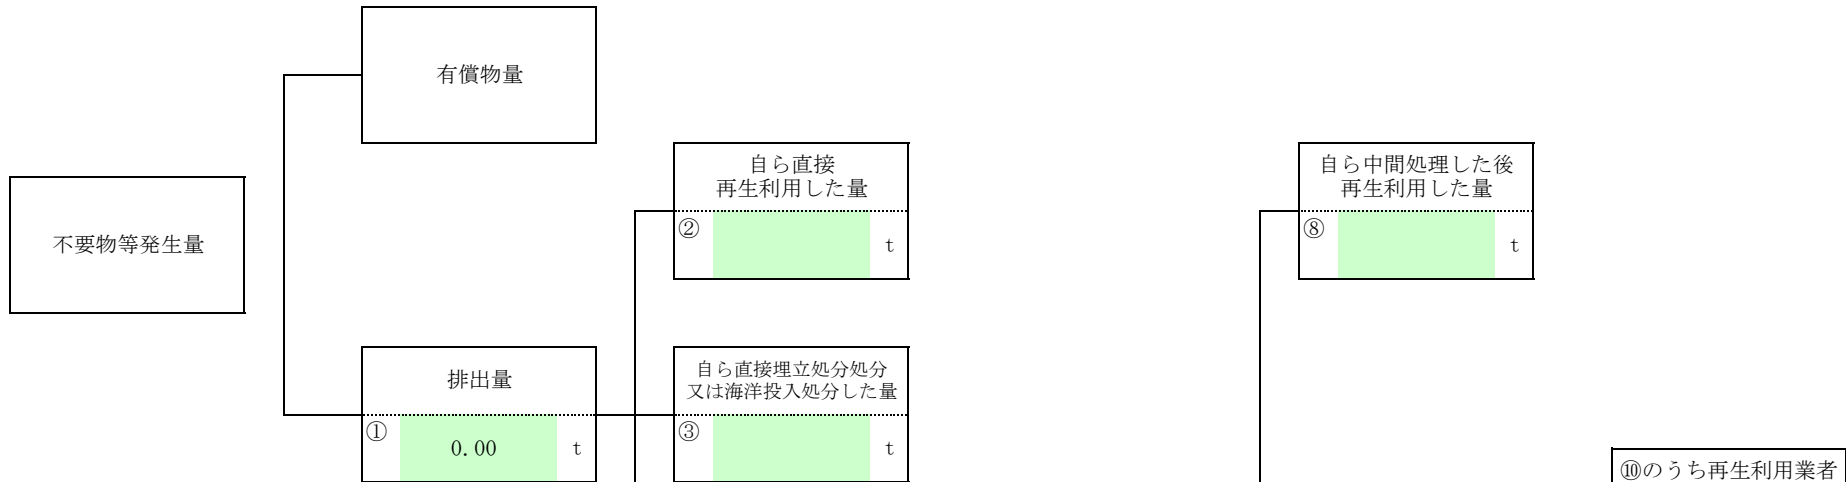 有償物量
自ら直接
再生利用した量
② t
自ら中間処理した後
再生利用した量
⑧ t
不要物等発生量
排出量
① 0.00 t
自ら直接埋立処分処分
又は海洋投入処分した量
③ t
⑩のうち再生利用業者